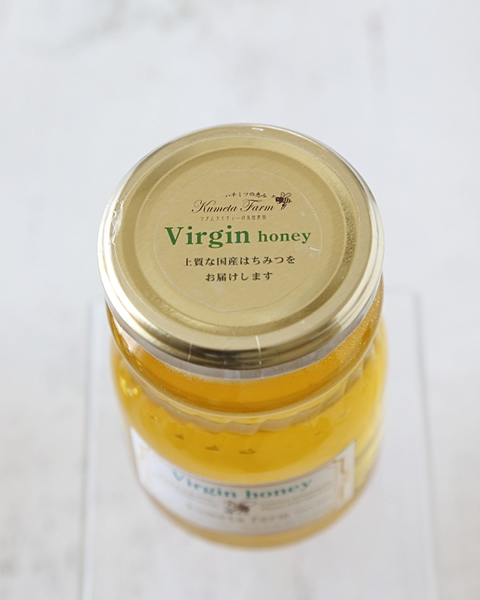 ハチミツの恵み
Kumeta Farm
Virgin honey
上質な国産はちみつを
お届けします
Virgin honey
Kumeta Farm